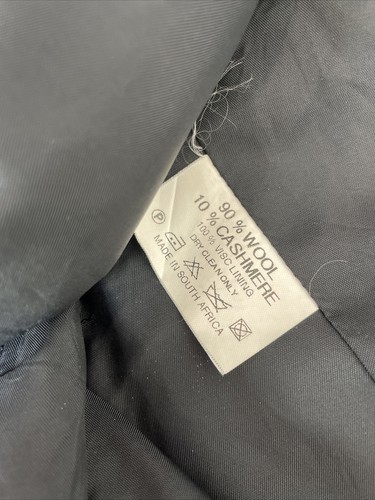 90% WOOL
10% CASHMERE
100% VISC LINING
DRY CLEAN ONLY
P
MADE IN SOUTH AFRICA